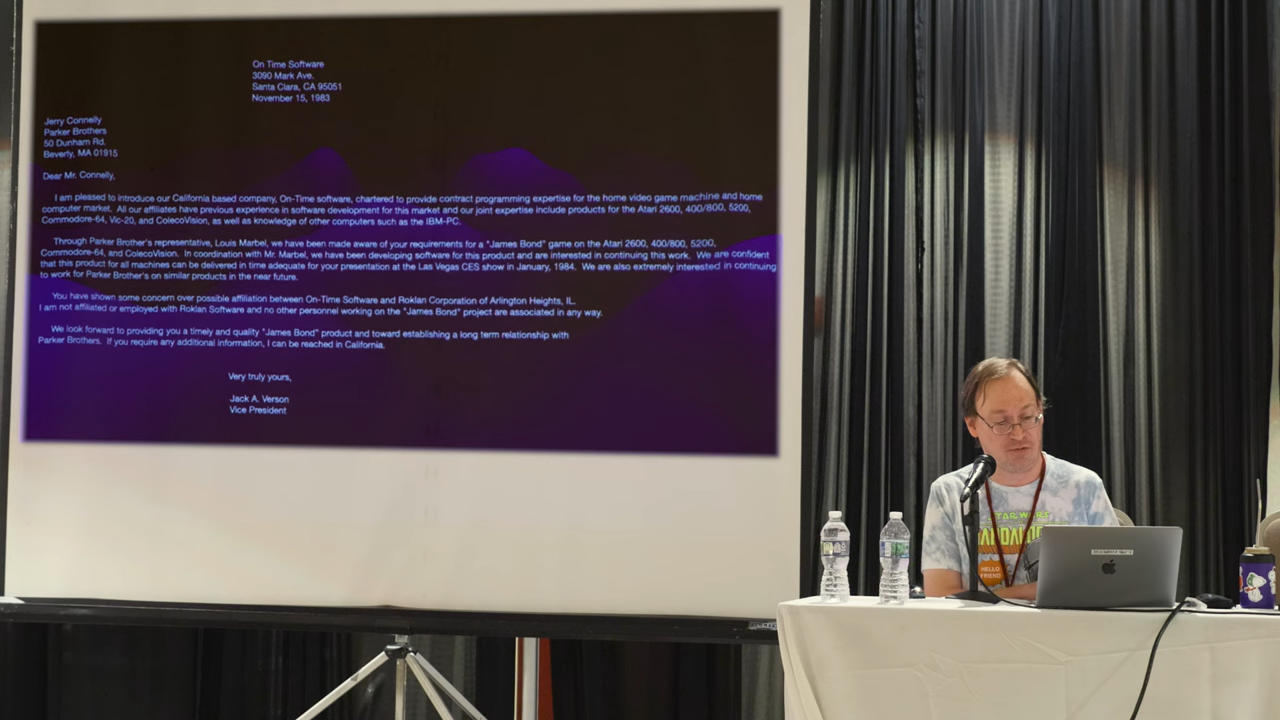 On Time Software
3090 Mark Ave.
Santa Clara, CA 95051
November 15, 1983
Jerry Connelly
Parker Brothers
50 Dunham Rd.
Beverly, MA 01915
Dear Mr. Connelly,
I am pleased to introduce our California based company, On-Time software, chartered to provide contract programming expertise for the home video game machine and home
computer market. All our affiliates have previous experience in software development for this market and our joint expertise include products for the Atari 2600, 400/800, 5200,
Commodore-64, Vic-20, and ColecoVision, as well as knowledge of other computers such as the IBM-PC.
Through Parker Brother's representative, Louis Marbel, we have been made aware of your requirements for a "James Bond" game on the Atari 2600, 400/800, 5200,
Commodore-64, and ColecoVision. In coordination with Mr. Marbel, we have been developing software for this product and are interested in continuing this work. We are confident
that this product for all machines can be delivered in time adequate for your presentation at the Las Vegas CES show in January, 1984. We are also extremely interested in continuing
to work for Parker Brother's on similar products in the near future.
You have shown some concern over possible affiliation between On-Time Software and Roklan Corporation of Arlington Heights, IL.
I am not affiliated or employed with Roklan Software and no other personnel working on the "James Bond" project are associated in any way.
We look forward to providing you a timely and quality "James Bond" product and toward establishing a long term relationship with
Parker Brothers. If you require any additional information, I can be reached in California.
Very truly yours,
Jack A. Verson
Vice President
STAR WARS
HELLO
FRIEND